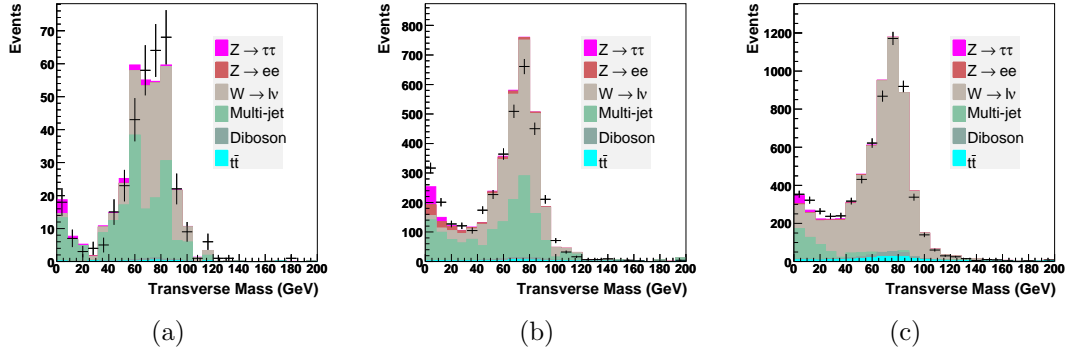 Events
70
60
50
40
30
20
10
0
Z → ττ
Z → ee
W → lν
Multi-jet
Diboson
tt̄
0 20 40 60 80 100 120 140 160 180 200
Transverse Mass (GeV)
(a)
Events
800
700
600
500
400
300
200
100
0
Z → ττ
Z → ee
W → lν
Multi-jet
Diboson
tt̄
0 20 40 60 80 100 120 140 160 180 200
Transverse Mass (GeV)
(b)
Events
1200
1000
800
600
400
200
0
Z → ττ
Z → ee
W → lν
Multi-jet
Diboson
tt̄
0 20 40 60 80 100 120 140 160 180 200
Transverse Mass (GeV)
(c)